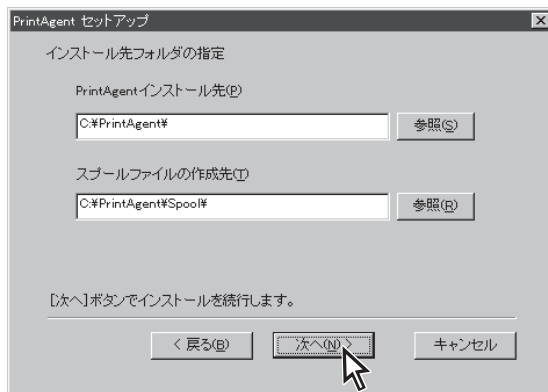 PrintAgent セットアップ
インストール先フォルダの指定
PrintAgentインストール先(P)
C:¥PrintAgent¥
参照(S)
スプールファイルの作成先(T)
C:¥PrintAgent¥Spool¥
参照(R)
[次へ]ボタンでインストールを続行します。
< 戻る(B)
次へ(N) >
キャンセル